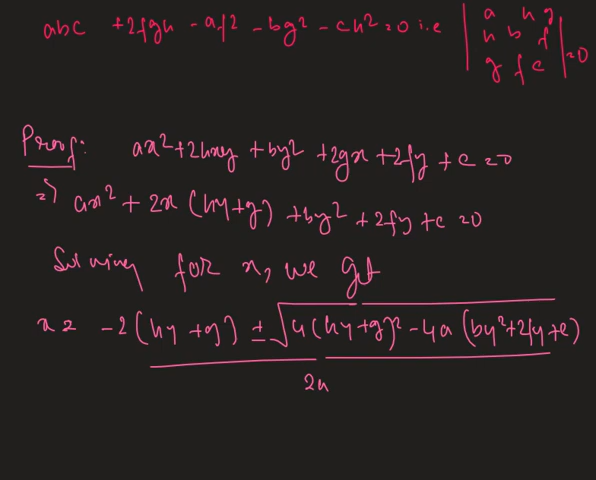 abc + 2fgh - af² - bg² - ch² = 0 i.e | a h g
h b f
g f c | = 0
Proof: ax² + 2hxy + by² + 2gx + 2fy + c = 0
=> ax² + 2x (hy+g) + by² + 2fy + c = 0
Solving for x, we get
x = -2(hy+g) ± √4(hy+g)² - 4a(by²+2fy+c)
2a